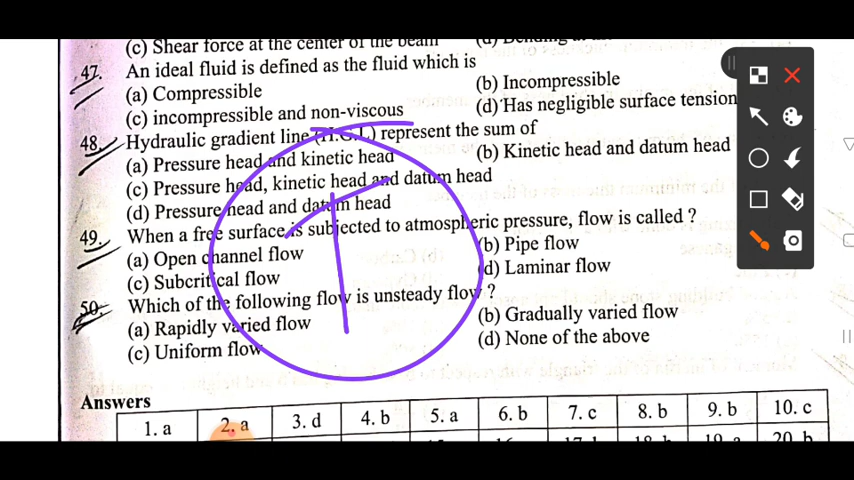 (c) Shear force at the center of the beam
47. An ideal fluid is defined as the fluid which is
(a) Compressible
(b) Incompressible
(c) incompressible and non-viscous
(d) Has negligible surface tension
48. Hydraulic gradient line (H.G.L) represent the sum of
(a) Pressure head and kinetic head
(b) Kinetic head and datum head
(c) Pressure head, kinetic head and datum head
(d) Pressure head and datum head
49. When a free surface is subjected to atmospheric pressure, flow is called ?
(a) Open channel flow
(b) Pipe flow
(c) Subcritical flow
(d) Laminar flow
50. Which of the following flow is unsteady flow ?
(a) Rapidly varied flow
(b) Gradually varied flow
(c) Uniform flow
(d) None of the above
Answers
1. a 2. a 3. d 4. b 5. a 6. b 7. c 8. b 9. b 10. c
20. b